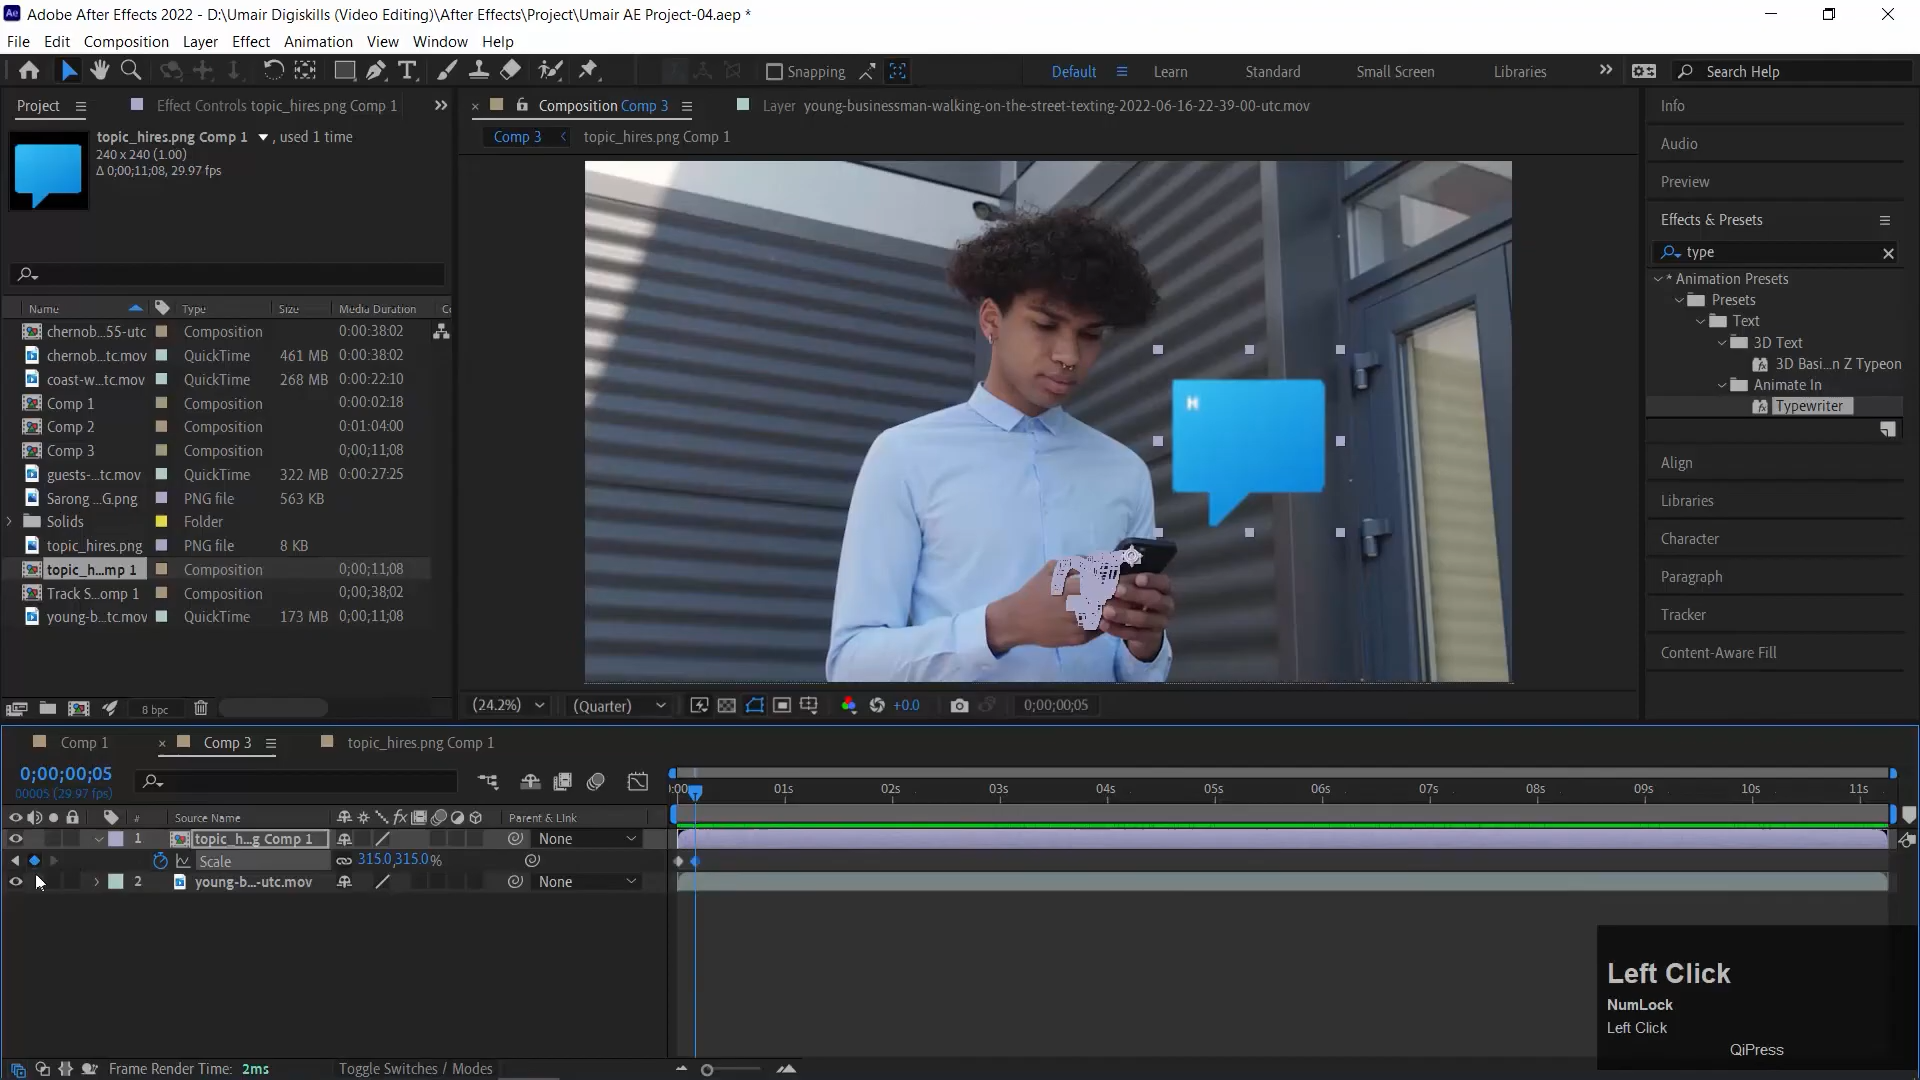 Adobe After Effects 2022 - D:\Umair Digiskills (Video Editing)\After Effects\Project\Umair AE Project-04.aep *
File Edit Composition Layer Effect Animation View Window Help
Snapping
Default Learn Standard Small Screen Libraries
Search Help
Project
Effect Controls topic_hires.png Comp 1
topic_hires.png Comp 1 , used 1 time
240 x 240 (1.00)
Δ 0;00;11;08, 29.97 fps
Name Type Size Media Duration
chernob...55-utc Composition 0:00:38:02
chernob...tc.mov QuickTime 461 MB 0:00:38:02
coast-w...tc.mov QuickTime 268 MB 0:00:22:10
Comp 1 Composition 0:00:02:18
Comp 2 Composition 0:01:04:00
Comp 3 Composition 0;00;11;08
guests-...tc.mov QuickTime 322 MB 0:00:27:25
Sarong ...G.png PNG file 563 KB
Solids Folder
topic_hires.png PNG file 8 KB
topic_h...mp 1 Composition 0;00;11;08
Track S...omp 1 Composition 0;00;38;02
young-b...tc.mov QuickTime 173 MB 0;00;11;08
8 bpc
Composition Comp 3
Layer young-businessman-walking-on-the-street-texting-2022-06-16-22-39-00-utc.mov
Comp 3 topic_hires.png Comp 1
H
(24.2%) (Quarter) +0.0 0;00;00;05
Info
Audio
Preview
Effects & Presets
type
* Animation Presets
Presets
Text
3D Text
3D Basi...n Z Typeon
Animate In
Typewriter
Align
Libraries
Character
Paragraph
Tracker
Content-Aware Fill
Comp 1 Comp 3 topic_hires.png Comp 1
0;00;00;05
00005 (29.97 fps)
:00 01s 02s 03s 04s 05s 06s 07s 08s 09s 10s 11s
# Source Name Parent & Link
1 topic_h...g Comp 1 None
Scale 315.0,315.0%
2 young-b...-utc.mov None
Frame Render Time: 2ms
Toggle Switches / Modes
Left Click
NumLock
Left Click
QiPress